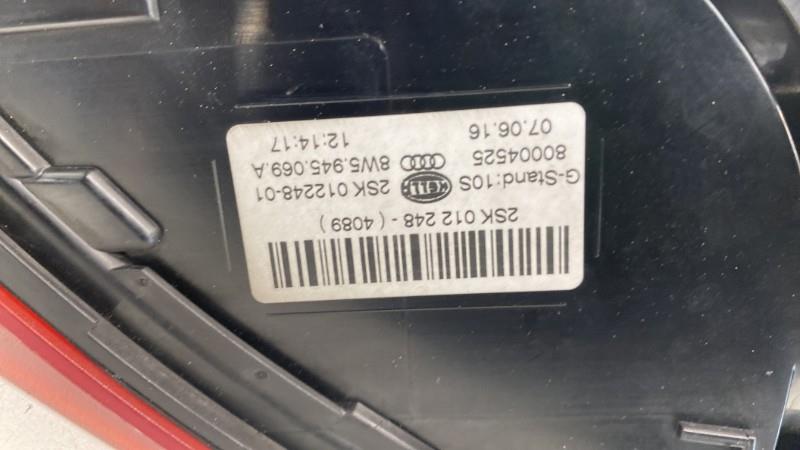 2SK 012 248 - ( 4089 )
G-Stand:10S HELLA 2SK 012248-01
80004525 8W5.945.069.A
07.06.16 12:14:17